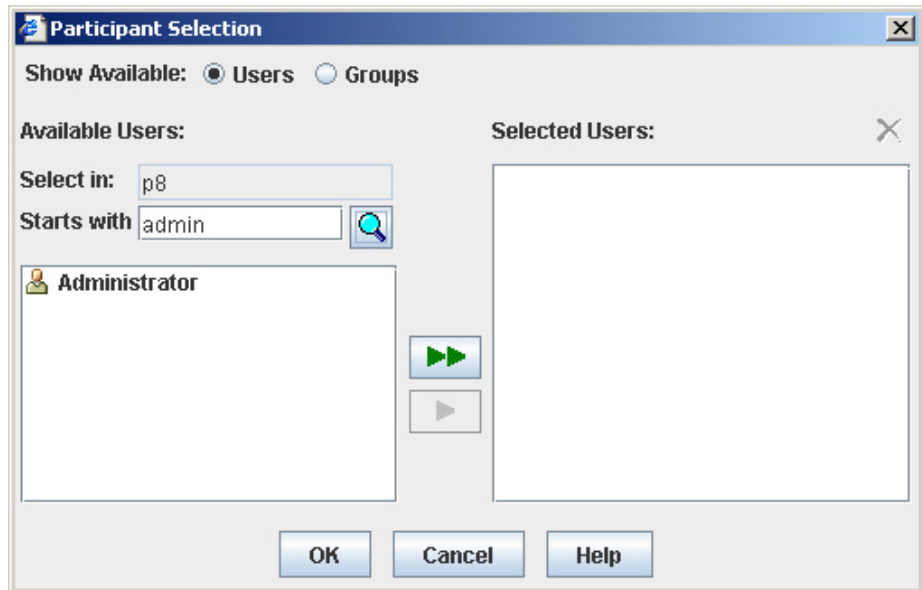 Participant Selection
Show Available: Users Groups
Available Users:
Selected Users:
Select in: p8
Starts with admin
Administrator
OK Cancel Help